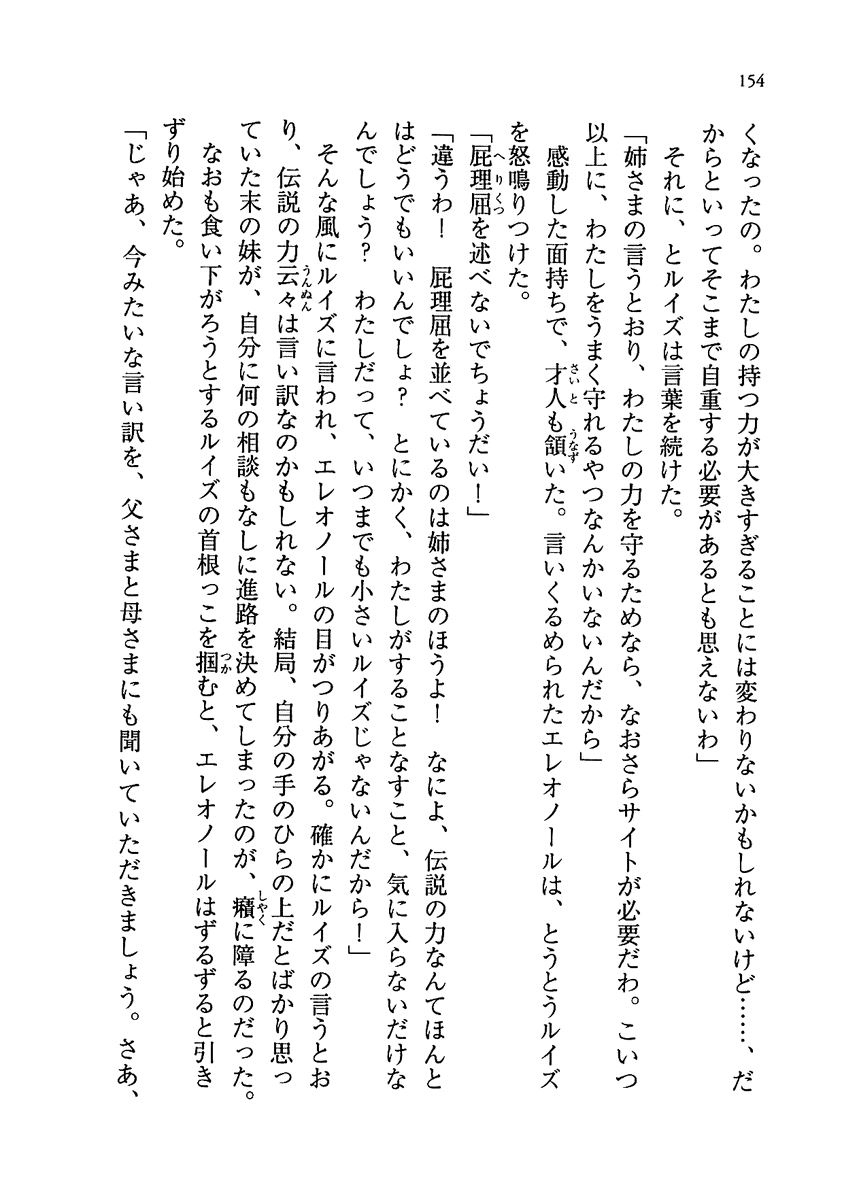 154
くなったの。わたしの持つ力が大きすぎることには変わりないかもしれないけど……、だ
からといってそこまで自重する必要があるとも思えないわ」
それに、とルイズは言葉を続けた。
「姉さまの言うとおり、わたしの力を守るためなら、なおさらサイトが必要だわ。こいつ
以上に、わたしをうまく守れるやつなんかいないんだから」
感動した面持ちで、才人も頷いた。言いくるめられたエレオノールは、とうとうルイズ
を怒鳴りつけた。
「屁理屈を述べないでちょうだい！」
「違うわ！　屁理屈を並べているのは姉さまのほうよ！　なによ、伝説の力なんてほんと
はどうでもいいんでしょ？　とにかく、わたしがすることなすこと、気に入らないだけな
んでしょう？　わたしだって、いつまでも小さいルイズじゃないんだから！」
そんな風にルイズに言われ、エレオノールの目がつりあがる。確かにルイズの言うとお
り、伝説の力云々は言い訳なのかもしれない。結局、自分の手のひらの上だとばかり思っ
ていた末の妹が、自分に何の相談もなしに進路を決めてしまったのが、癪に障るのだった。
なおも食い下がろうとするルイズの首根っこを掴むと、エレオノールはずるずると引き
ずり始めた。
「じゃあ、今みたいな言い訳を、父さまと母さまにも聞いていただきましょう。さあ、